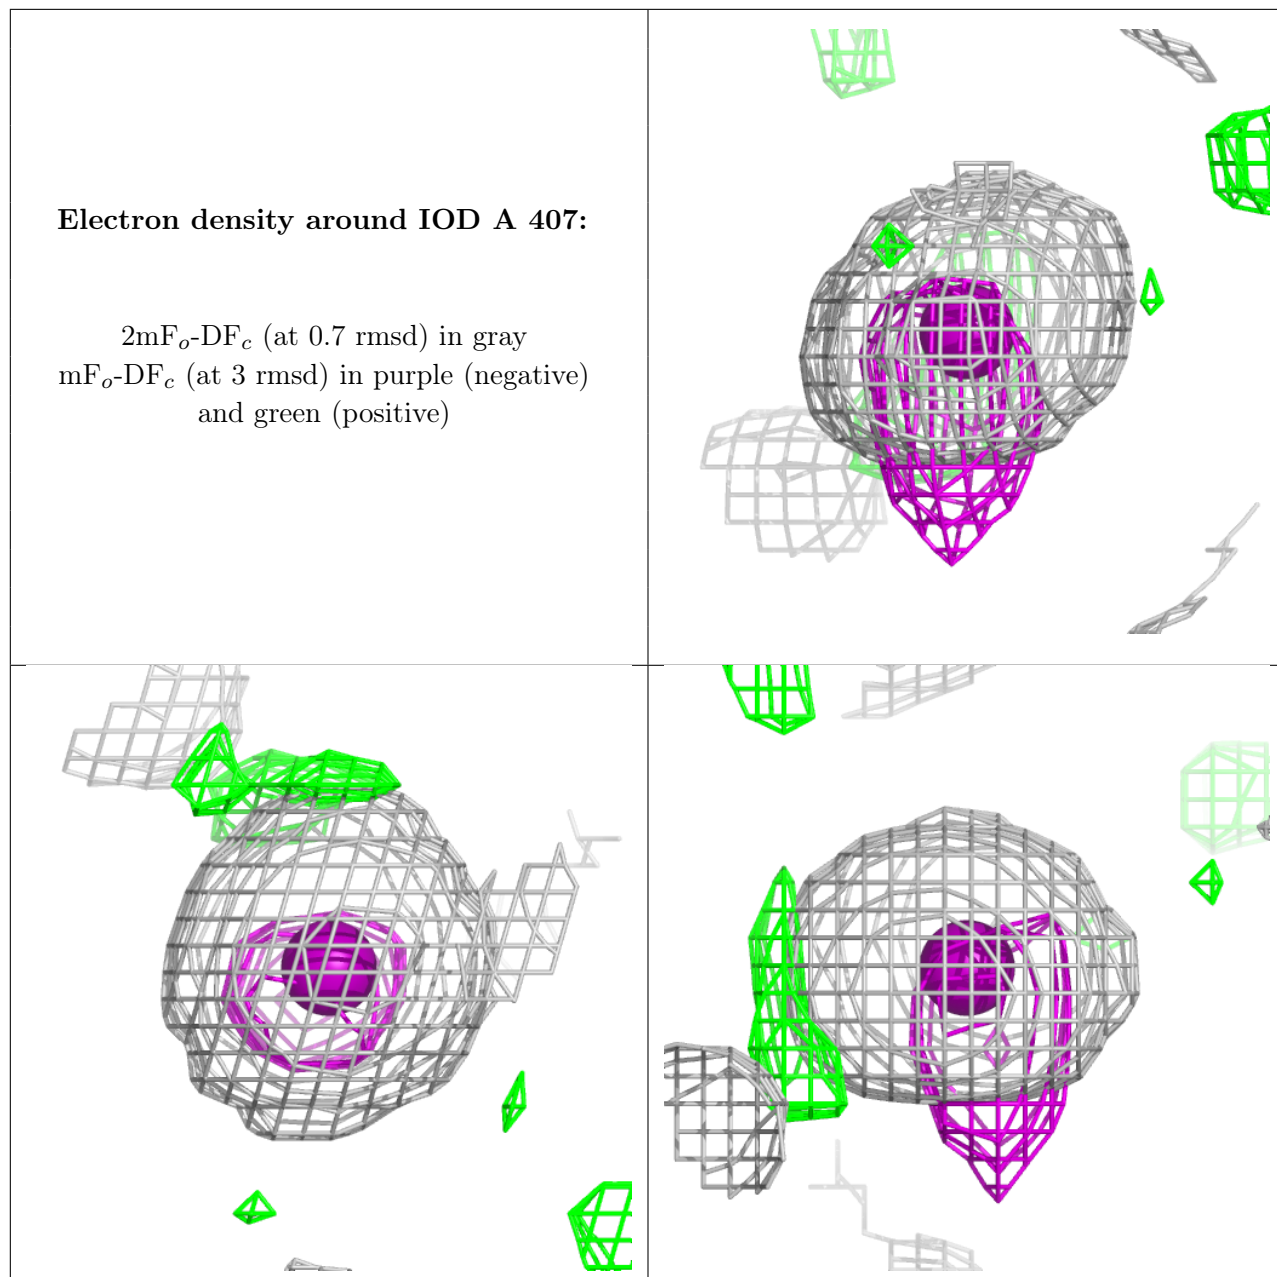 Electron density around IOD A 407:
2mFo-DFc (at 0.7 rmsd) in gray
mFo-DFc (at 3 rmsd) in purple (negative)
and green (positive)